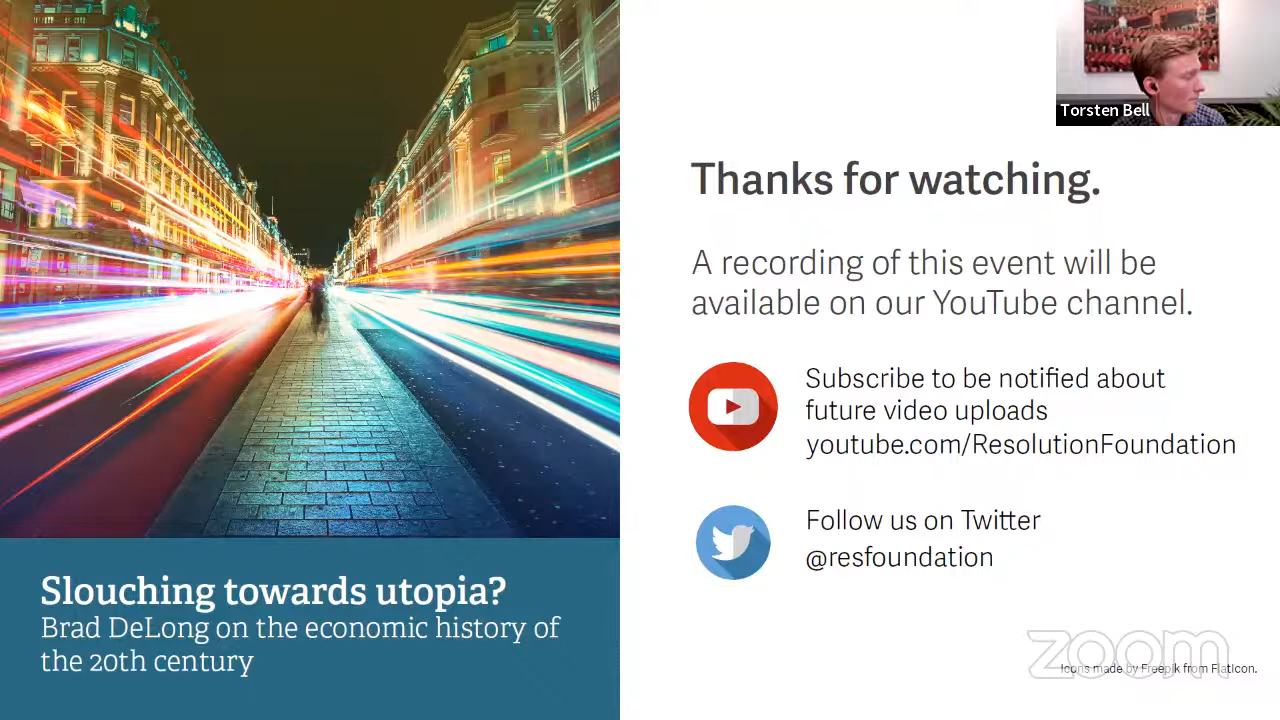 Torsten Bell
Thanks for watching.
A recording of this event will be
available on our YouTube channel.
Subscribe to be notified about
future video uploads
youtube.com/ResolutionFoundation
Follow us on Twitter
@resfoundation
Slouching towards utopia?
Brad DeLong on the economic history of
the 20th century
zoom
Icons made by Freepik from FlatIcon.